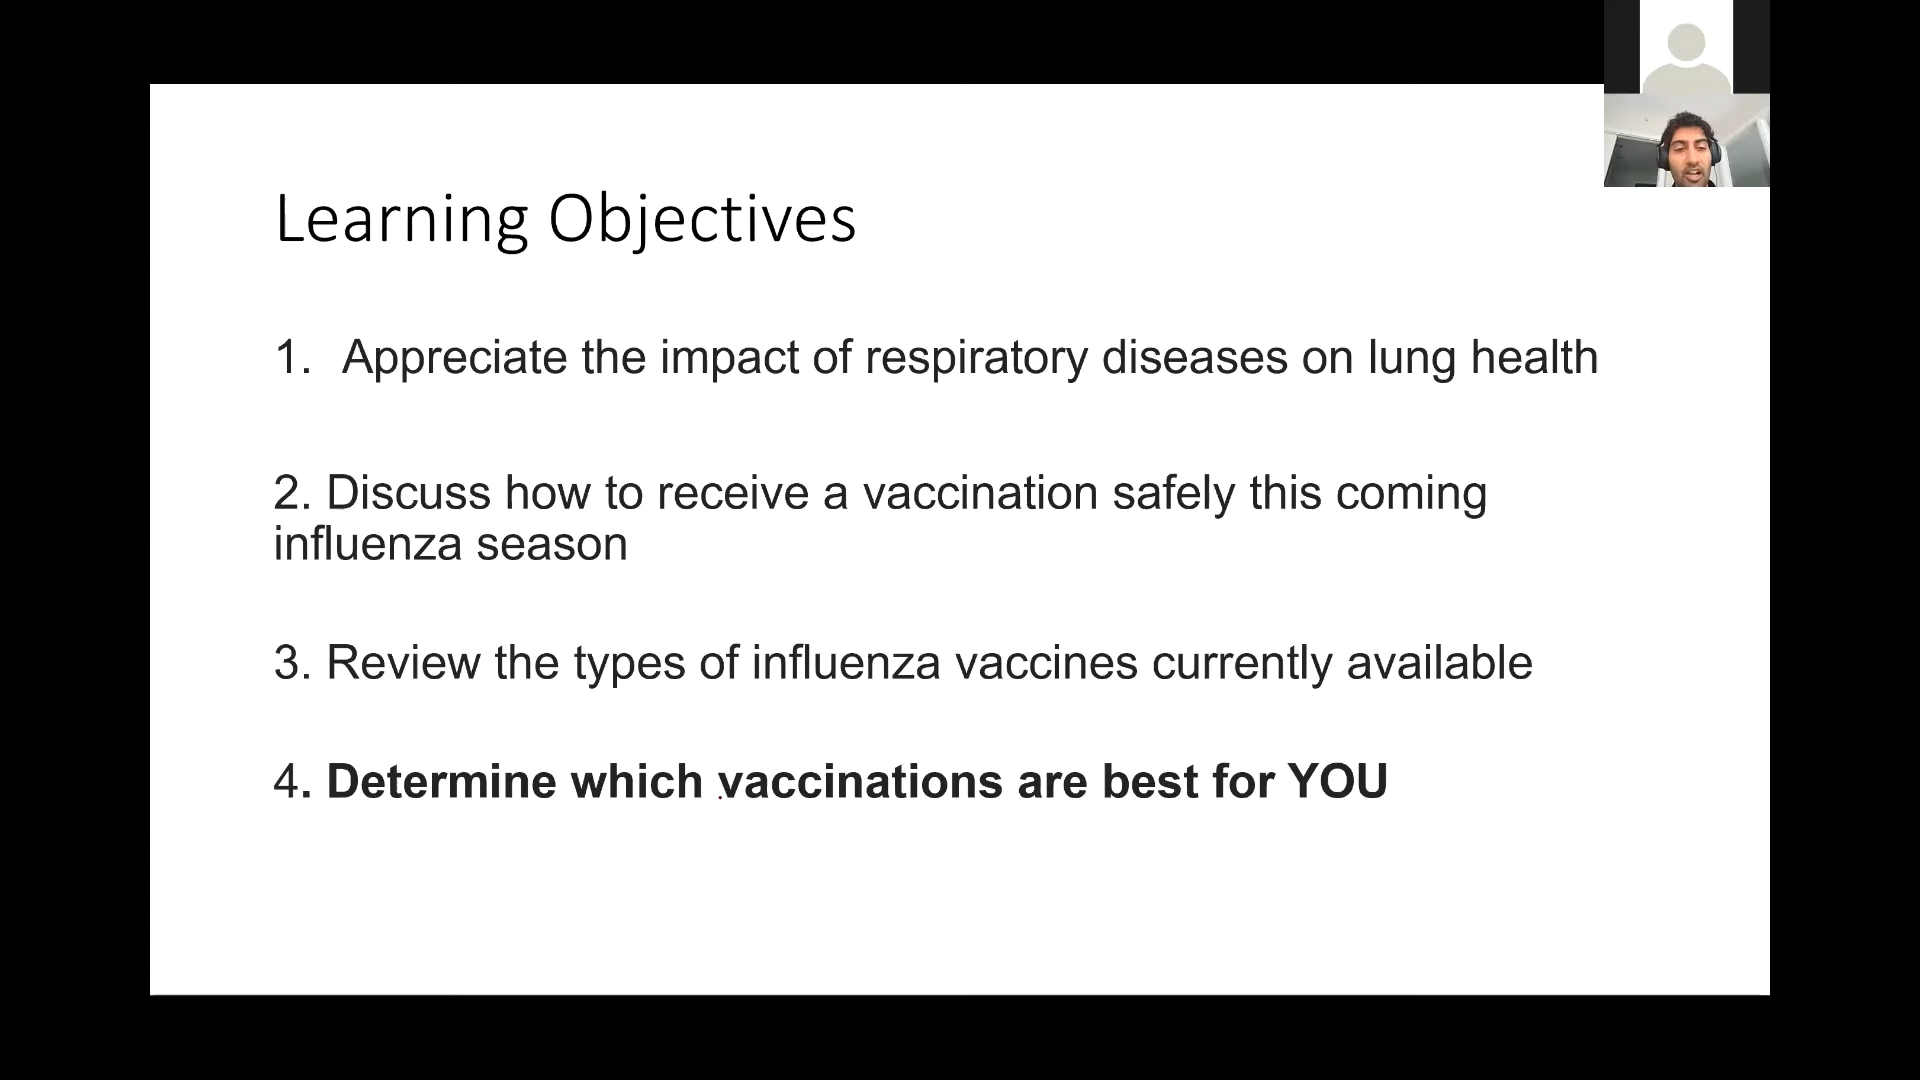 Learning Objectives
1. Appreciate the impact of respiratory diseases on lung health
2. Discuss how to receive a vaccination safely this coming
influenza season
3. Review the types of influenza vaccines currently available
4. Determine which vaccinations are best for YOU